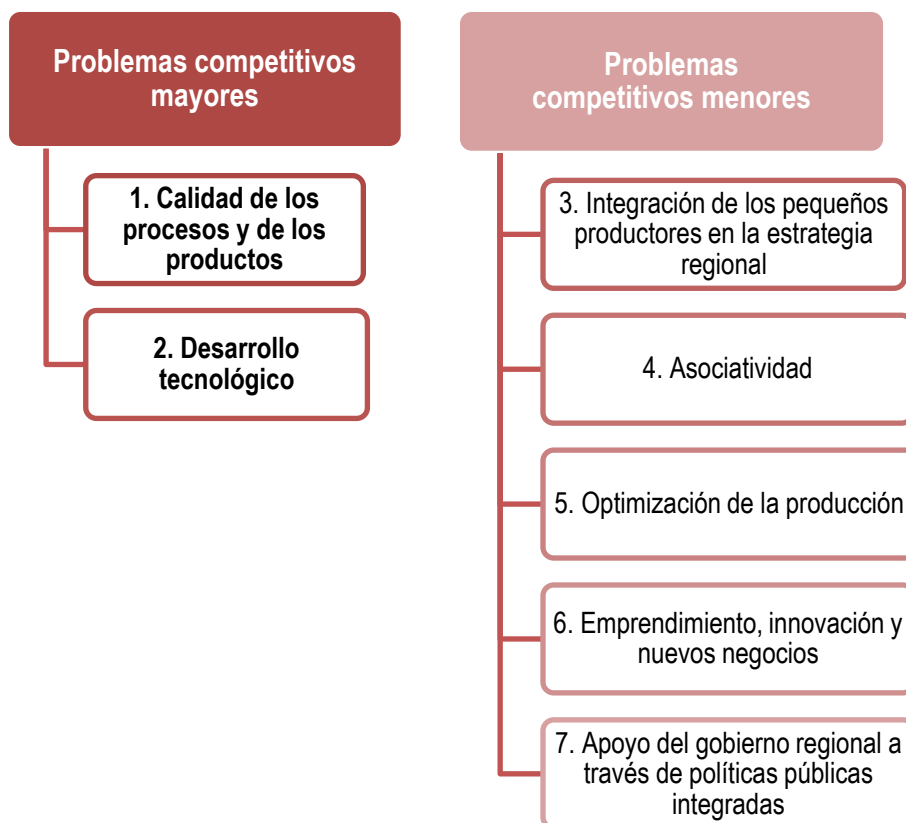 Problemas competitivos
mayores
1. Calidad de los
procesos y de los
productos
2. Desarrollo
tecnológico
Problemas
competitivos menores
3. Integración de los pequeños
productores en la estrategia
regional
4. Asociatividad
5. Optimización de la producción
6. Emprendimiento, innovación y
nuevos negocios
7. Apoyo del gobierno regional a
través de políticas públicas
integradas